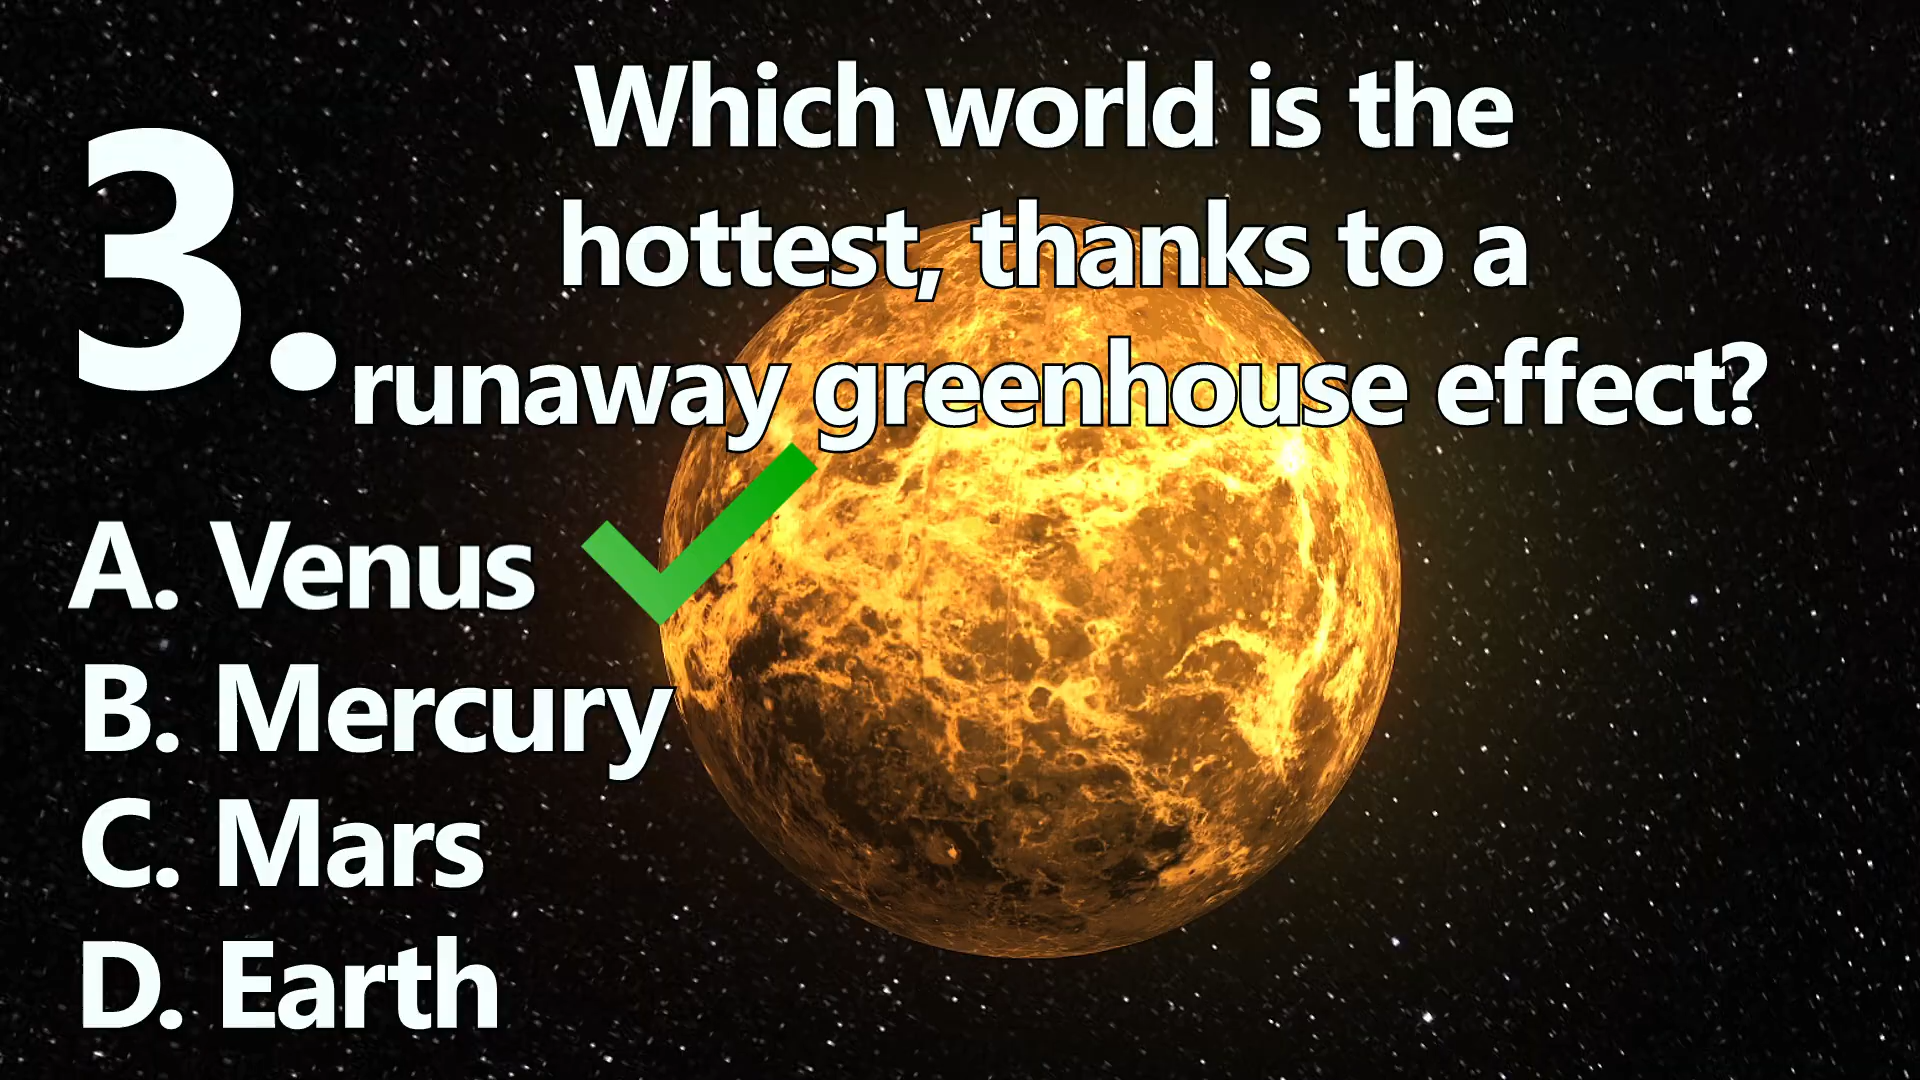 3.
Which world is the
hottest, thanks to a
runaway greenhouse effect?
A. Venus
B. Mercury
C. Mars
D. Earth